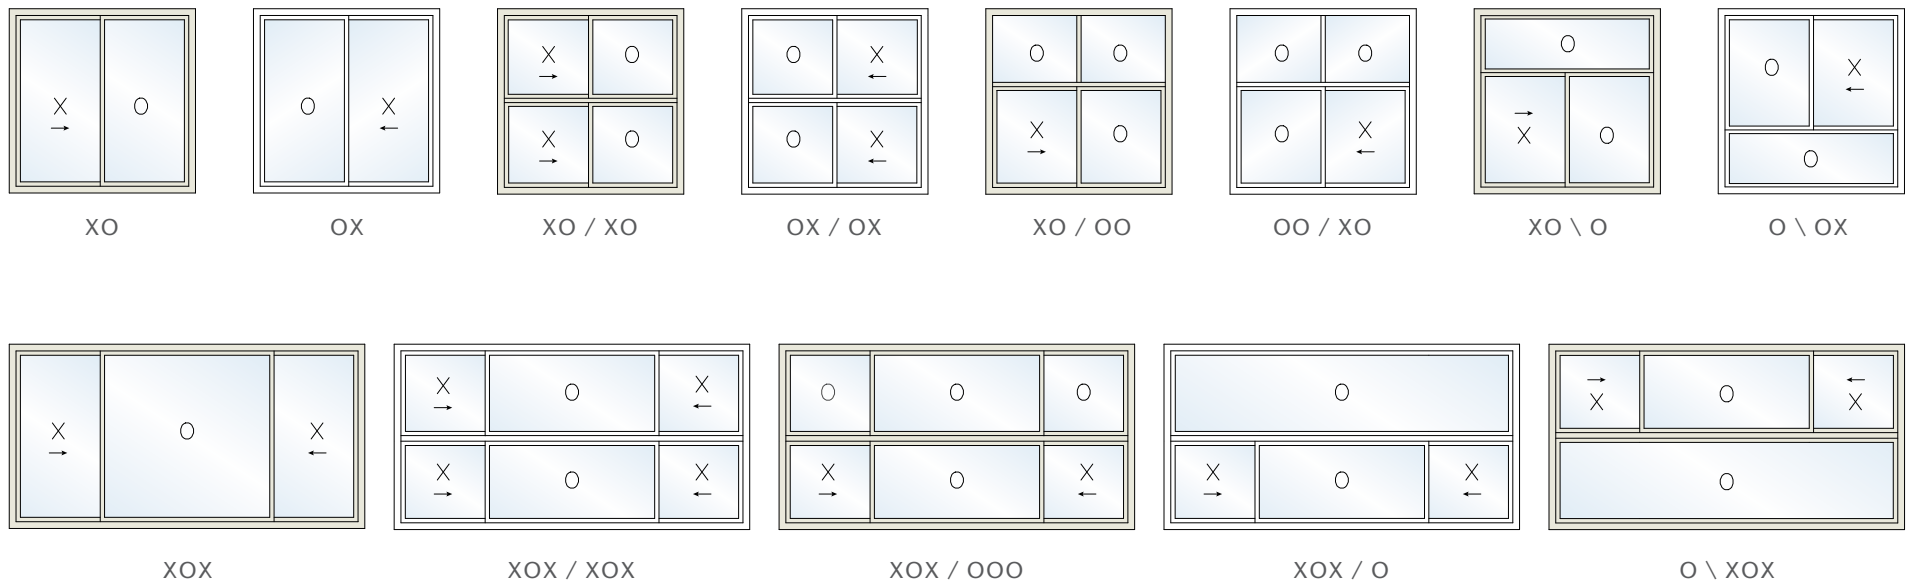 X O
O X
X O
X O
O X
O X
O O
X O
O O
O X
O
X O
O X
O
XO
OX
XO / XO
OX / OX
XO / OO
OO / XO
XO \ O
O \ OX
X O X
X O X
X O X
O O O
X O X
O
X O X
X O X
O
XOX
XOX / XOX
XOX / OOO
XOX / O
O \ XOX